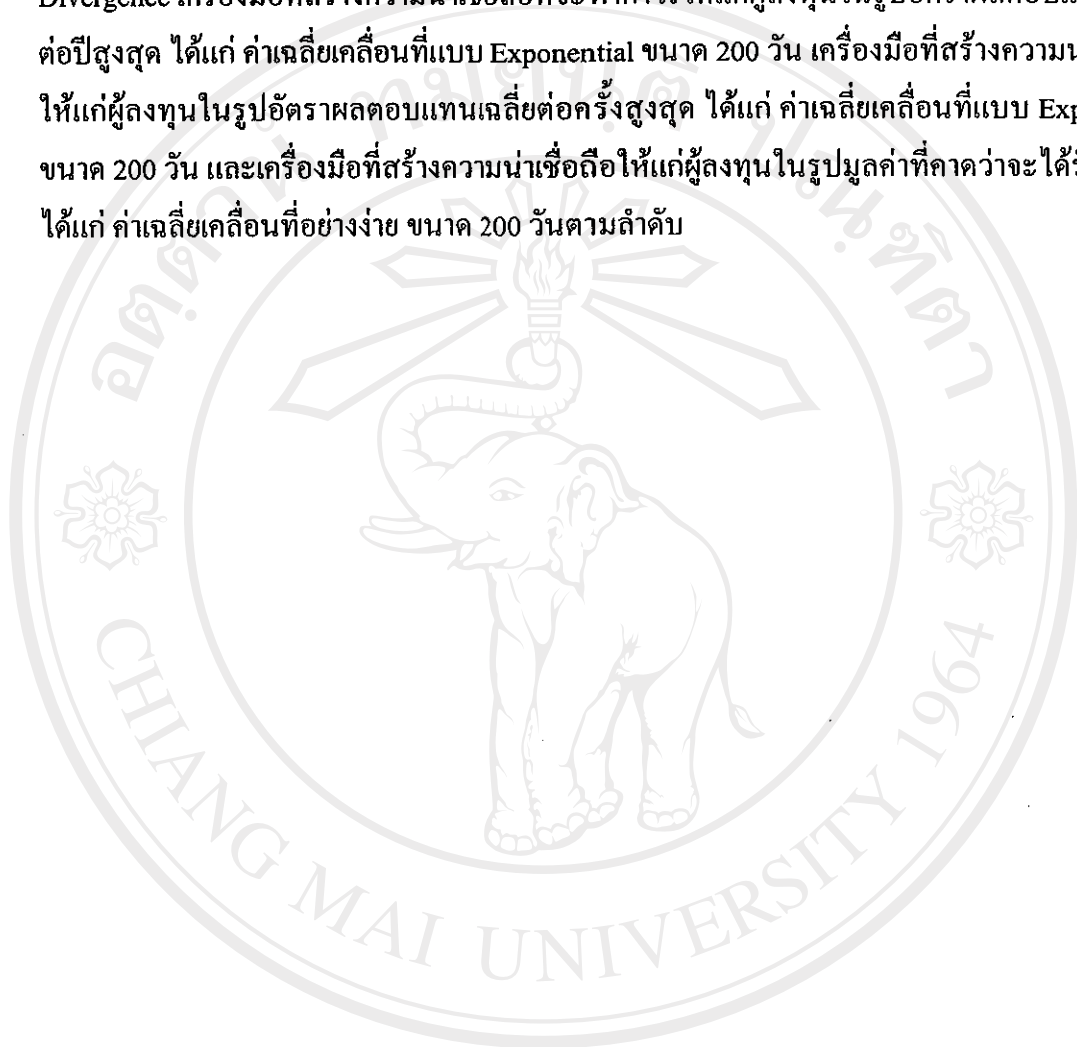 ต่อปีสูงสุด ได้แก่ ค่าเฉลี่ยเคลื่อนที่แบบ Exponential ขนาด 200 วัน เครื่องมือที่สร้างความ
ให้แก่ผู้ลงทุนในรูปอัตราผลตอบแทนเฉลี่ยต่อครั้งสูงสุด ได้แก่ ค่าเฉลี่ยเคลื่อนที่แบบ
ขนาด 200 วัน และเครื่องมือที่สร้างความน่าเชื่อถือให้แก่ผู้ลงทุนในรูปมูลค่าที่คาดว่าจะได้
ได้แก่ ค่าเฉลี่ยเคลื่อนที่อย่างง่าย ขนาด 200 วันตามลำดับ
CHIANG MAI UNIVERSITY 1964